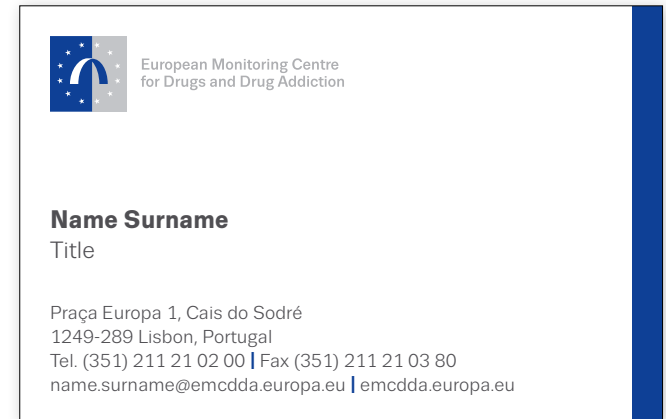 European Monitoring Centre
for Drugs and Drug Addiction
Name Surname
Title
Praça Europa 1, Cais do Sodré
1249-289 Lisbon, Portugal
Tel. (351) 211 21 02 00 | Fax (351) 211 21 03 80
name.surname@emcdda.europa.eu | emcdda.europa.eu